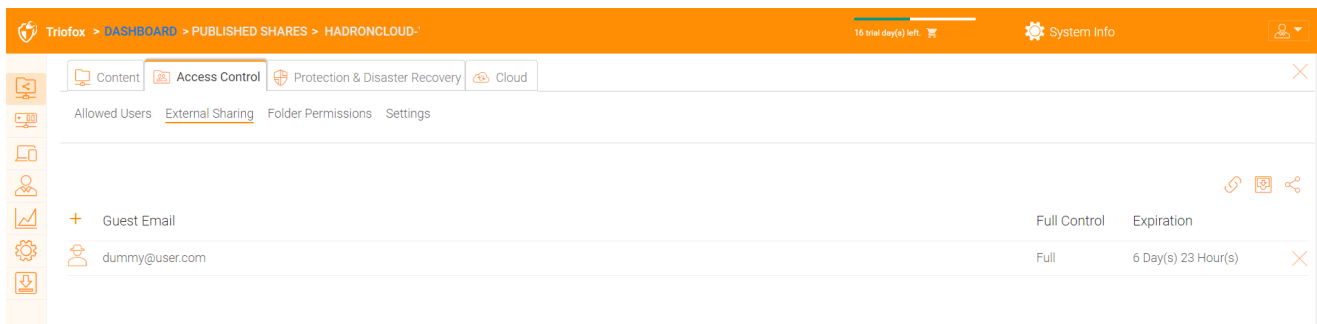 Triofox > DASHBOARD > PUBLISHED SHARES > HADRONCLOUD-'
16 trial day(s) left.
System Info
Content
Access Control
Protection & Disaster Recovery
Cloud
Allowed Users
External Sharing
Folder Permissions
Settings
+ Guest Email Full Control Expiration
dummy@user.com Full 6 Day(s) 23 Hour(s)